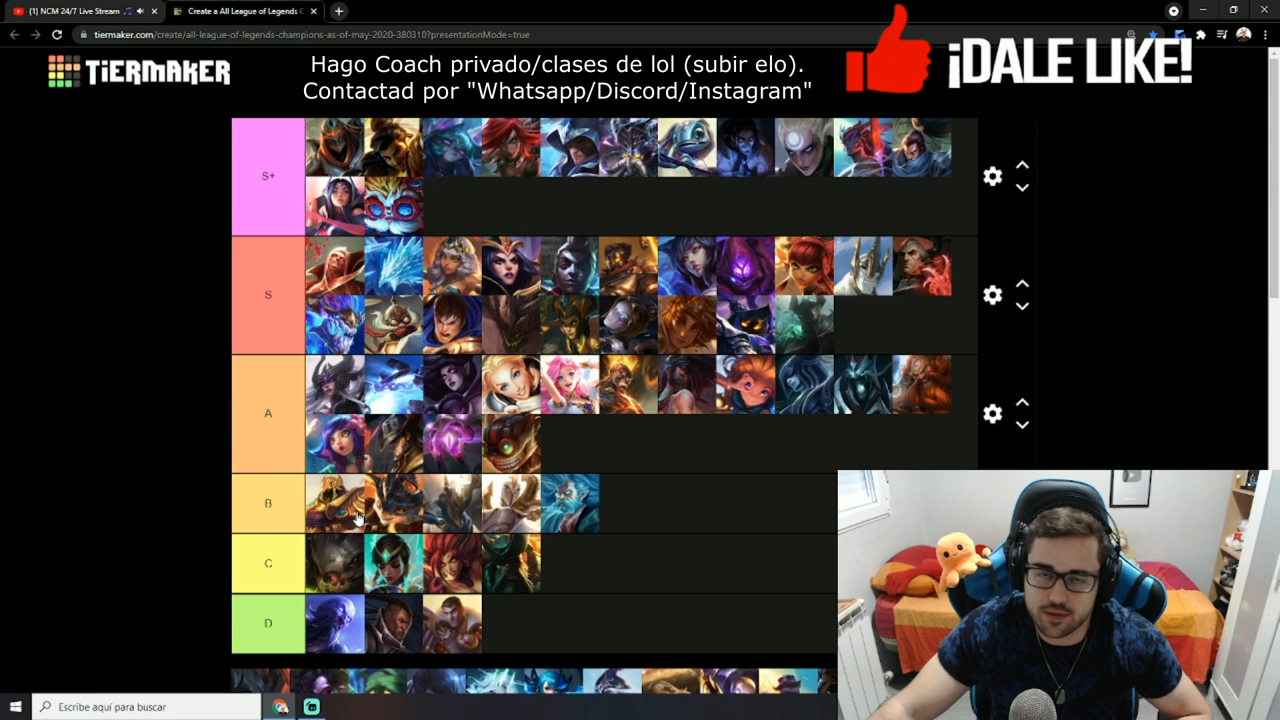 (1) NCM 24/7 Live Stream
Create a All League of Legends C
tiermaker.com/create/all-league-of-legends-champions-as-of-may-2020-380310?presentationMode=true
TIERMAKER
Hago Coach privado/clases de lol (subir elo).
Contactad por "Whatsapp/Discord/Instagram"
¡DALE LIKE!
S+
S
A
B
C
D
Escribe aquí para buscar